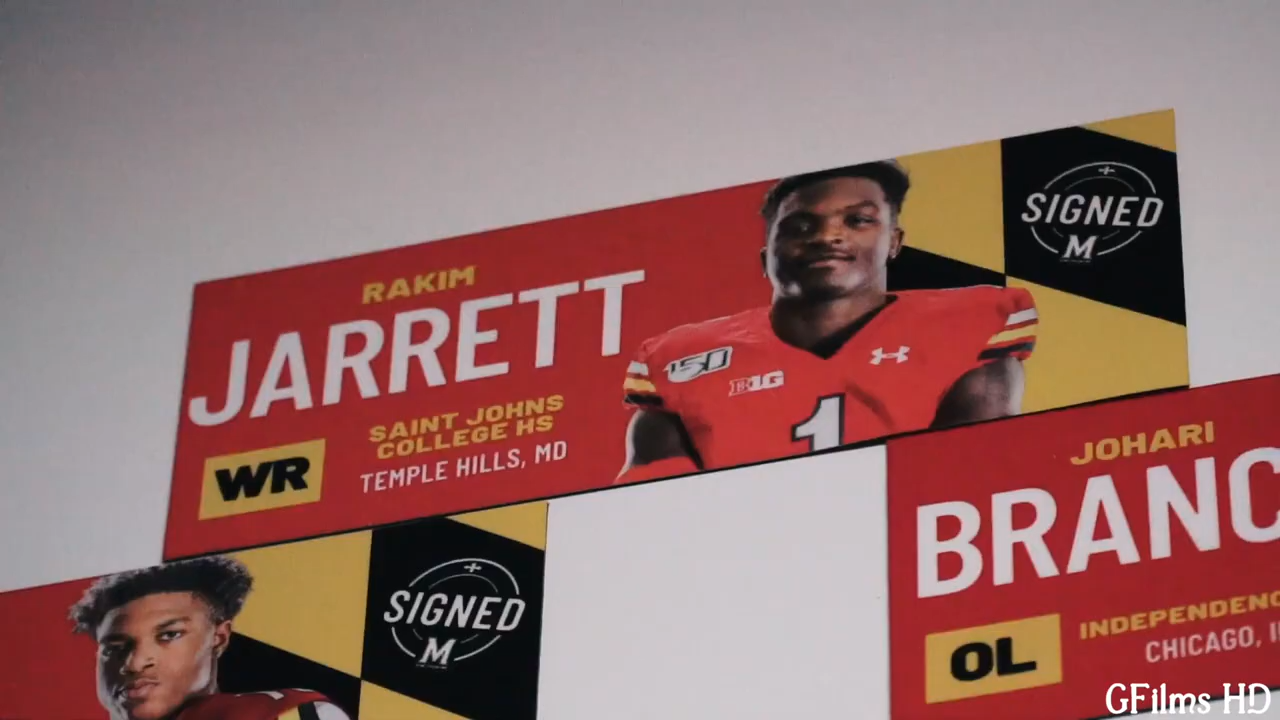 RAKIM
JARRETT
SAINT JOHNS
COLLEGE HS
TEMPLE HILLS, MD
WR
150
B1G
1
SIGNED
M
JOHARI
BRANC
INDEPENDENC
CHICAGO, I
OL
SIGNED
M
GFilms HD